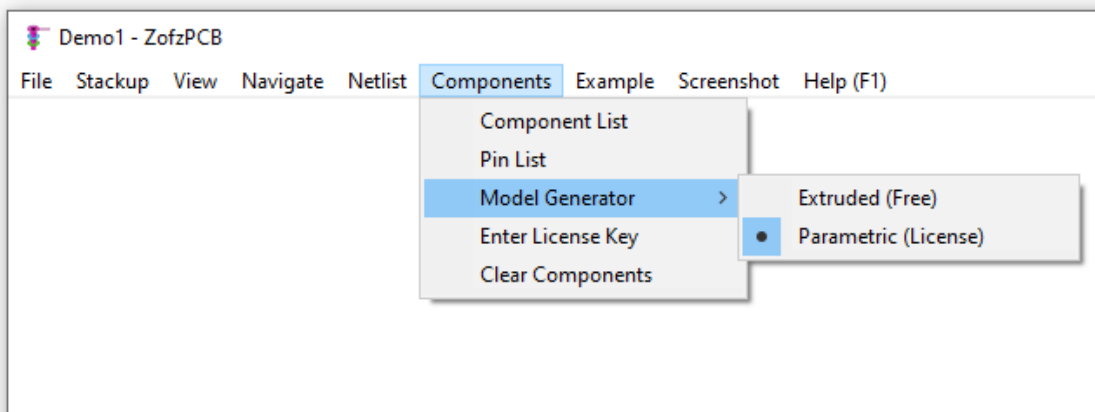 Demo1 - ZofzPCB
File Stackup View Navigate Netlist Components Example Screenshot Help (F1)
Component List
Pin List
Model Generator
Extruded (Free)
Parametric (License)
Enter License Key
Clear Components